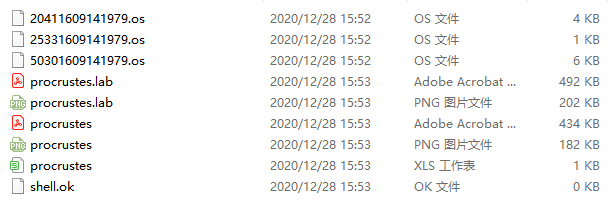 20411609141979.os 2020/12/28 15:52 OS 文件 4 KB
25331609141979.os 2020/12/28 15:52 OS 文件 1 KB
50301609141979.os 2020/12/28 15:52 OS 文件 6 KB
procrustes.lab 2020/12/28 15:53 Adobe Acrobat ... 492 KB
procrustes.lab 2020/12/28 15:53 PNG 图片文件 202 KB
procrustes 2020/12/28 15:53 Adobe Acrobat ... 434 KB
procrustes 2020/12/28 15:53 PNG 图片文件 182 KB
procrustes 2020/12/28 15:53 XLS 工作表 1 KB
shell.ok 2020/12/28 15:53 OK 文件 0 KB